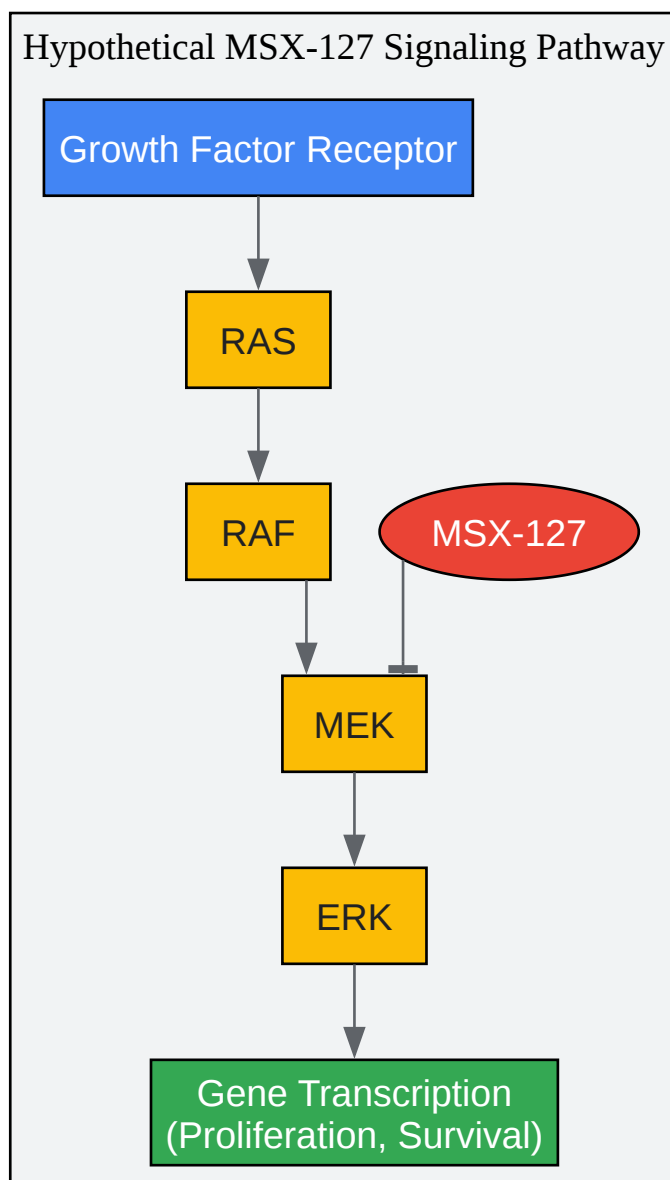 Hypothetical MSX-127 Signaling Pathway
Growth Factor Receptor
RAS
RAF
MSX-127
MEK
ERK
Gene Transcription
(Proliferation, Survival)